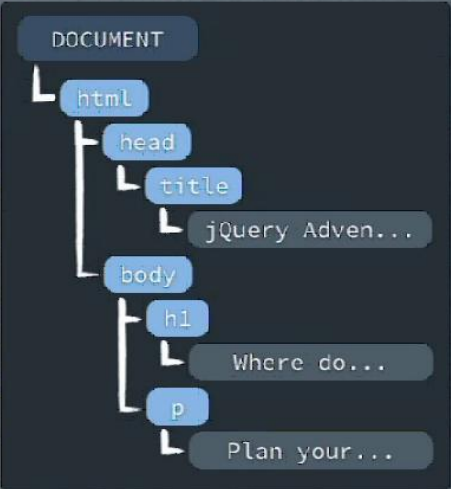 DOCUMENT
html
head
title
jQuery Adven...
body
h1
Where do...
p
Plan your...